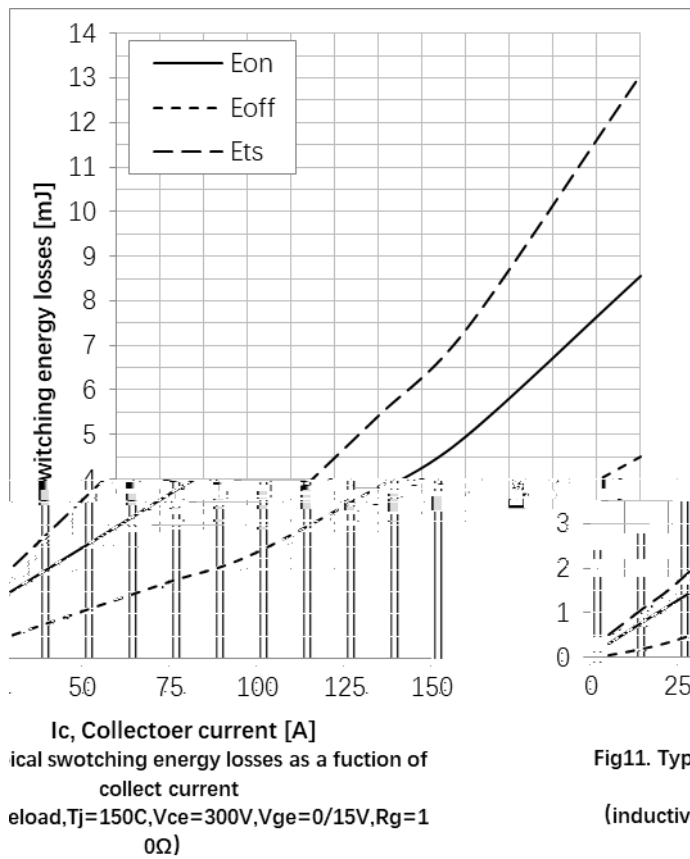 14
13
12
11
10
9
8
7
6
5
4
Eon
Eoff
Ets
witching energy losses [mJ]
3
2
1
0
50 75 100 125 150
0 25
Ic, Collectoer current [A]
ical swotching energy losses as a fuction of
collect current
eload,Tj=150C,Vce=300V,Vge=0/15V,Rg=1
0Ω)
Fig11. Typ
(inductiv